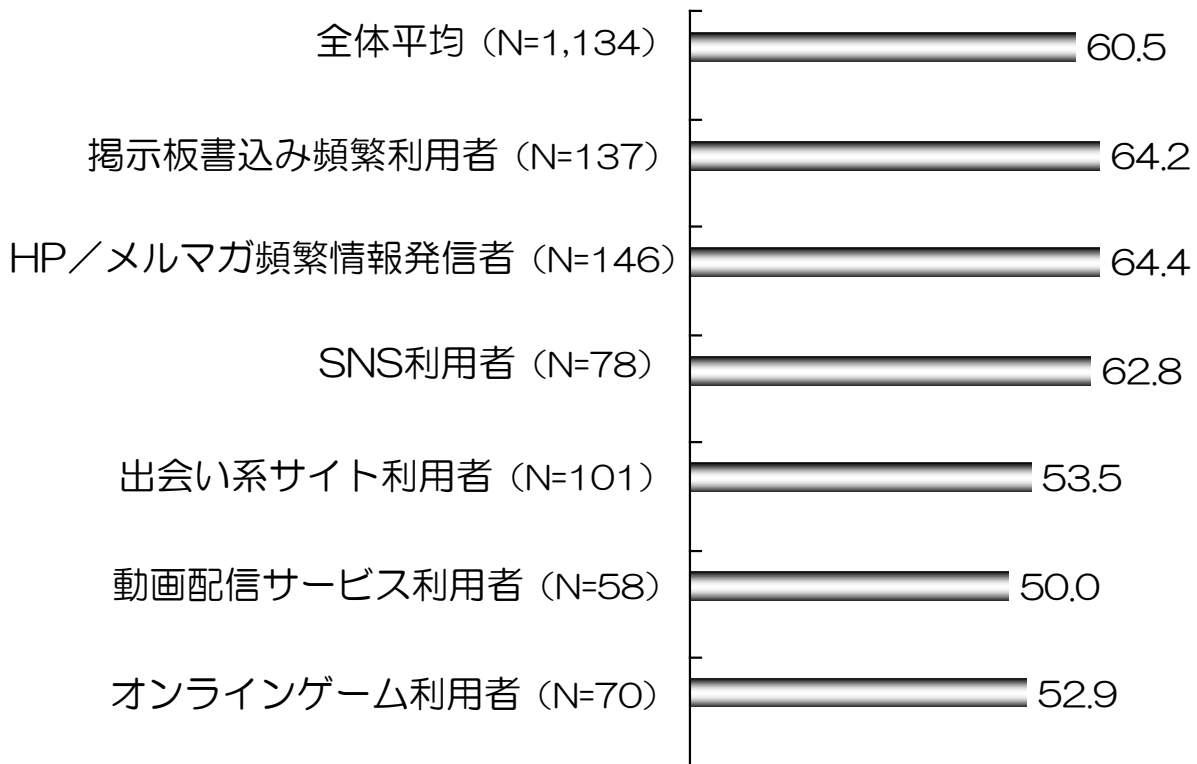 全体平均（N=1,134） 60.5
掲示板書込み頻繁利用者（N=137） 64.2
HP／メルマガ頻繁情報発信者（N=146） 64.4
SNS利用者（N=78） 62.8
出会い系サイト利用者（N=101） 53.5
動画配信サービス利用者（N=58） 50.0
オンラインゲーム利用者（N=70） 52.9